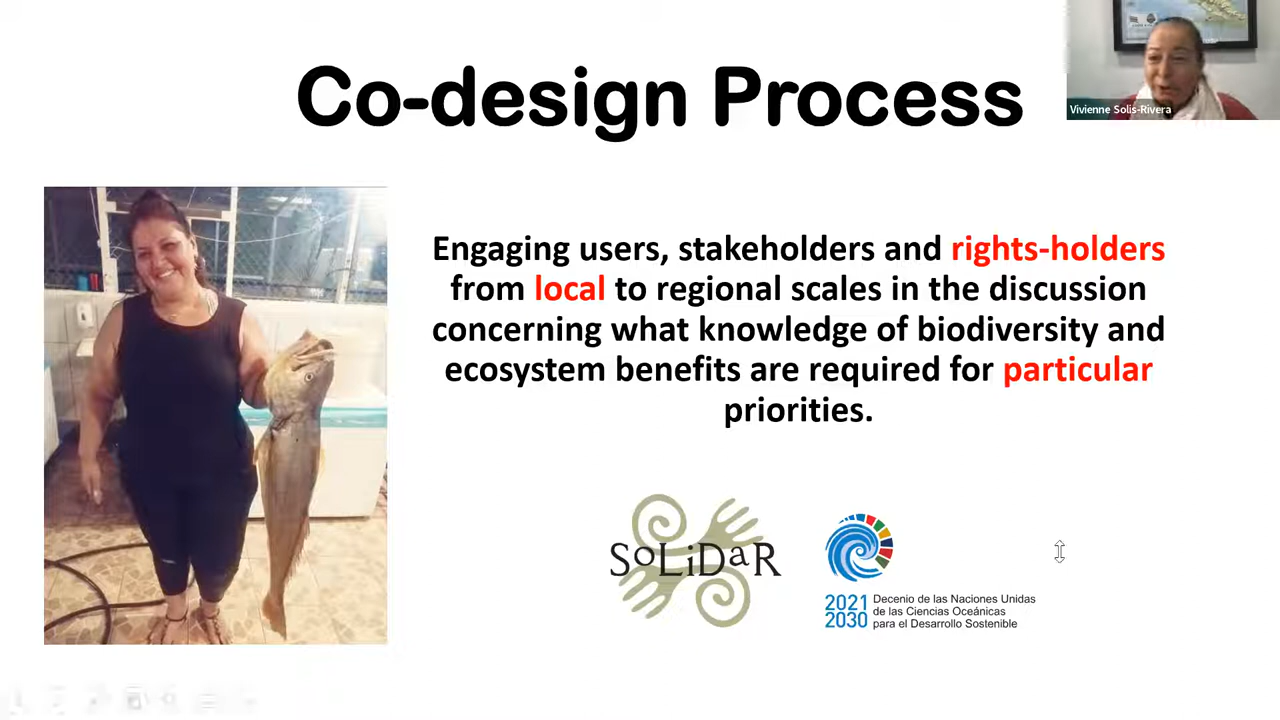 Co-design Process
Vivienne Solis-Rivera
Engaging users, stakeholders and rights-holders
from local to regional scales in the discussion
concerning what knowledge of biodiversity and
ecosystem benefits are required for particular
priorities.
SoLiDaR
2021
2030
Decenio de las Naciones Unidas
de las Ciencias Oceánicas
para el Desarrollo Sostenible